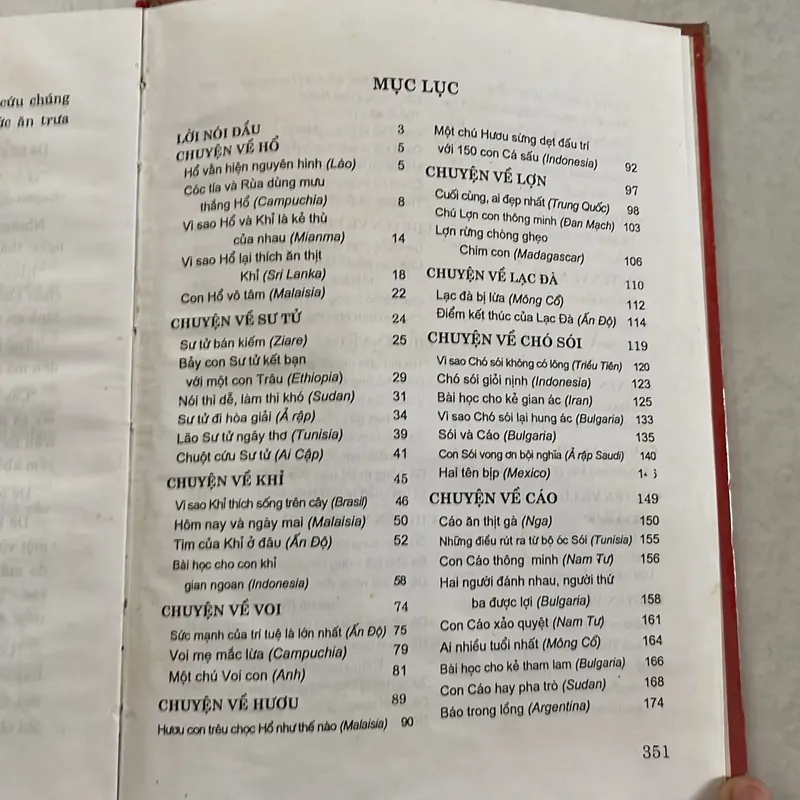 cứu chúng
ức ăn trưa
MỤC LỤC
LỜI NÓI ĐẦU 3
CHUYỆN VỀ HỔ 5
Hổ vằn hiện nguyên hình (Lào) 5
Cóc tía và Rùa dùng mưu
thắng Hổ (Campuchia) 8
Vì sao Hổ và Khỉ là kẻ thù
của nhau (Mianma) 14
Vì sao Hổ lại thích ăn thịt
Khỉ (Sri Lanka) 18
Con Hổ vô tâm (Malaisia) 22
CHUYỆN VỀ SƯ TỬ 24
Sư tử bán kiếm (Ziare) 25
Bảy con Sư tử kết bạn
với một con Trâu (Ethiopia) 29
Nói thì dễ, làm thì khó (Sudan) 31
Sư tử đi hòa giải (Ả rập) 34
Lão Sư tử ngây thơ (Tunisia) 39
Chuột cứu Sư tử (Ai Cập) 41
CHUYỆN VỀ KHỈ 45
Vì sao Khỉ thích sống trên cây (Brasil) 46
Hôm nay và ngày mai (Malaisia) 50
Tim của Khỉ ở đâu (Ấn Độ) 52
Bài học cho con khỉ
gian ngoan (Indonesia) 58
CHUYỆN VỀ VOI 74
Sức mạnh của trí tuệ là lớn nhất (Ấn Độ) 75
Voi mẹ mắc lừa (Campuchia) 79
Một chú Voi con (Anh) 81
CHUYỆN VỀ HƯƠU 89
Hươu con trêu chọc Hổ như thế nào (Malaisia) 90
Một chú Hươu sừng dẹt đấu trí
với 150 con Cá sấu (Indonesia) 92
CHUYỆN VỀ LỢN 97
Cuối cùng, ai đẹp nhất (Trung Quốc) 98
Chú Lợn con thông minh (Đan Mạch) 103
Lợn rừng chòng ghẹo
Chim con (Madagascar) 106
CHUYỆN VỀ LẠC ĐÀ 110
Lạc đà bị lừa (Mông Cổ) 112
Điểm kết thúc của Lạc Đà (Ấn Độ) 114
CHUYỆN VỀ CHÓ SÓI 119
Vì sao Chó sói không có lông (Triều Tiên) 120
Chó sói giỏi nịnh (Indonesia) 123
Bài học cho kẻ gian ác (Iran) 125
Vì sao Chó sói lại hung ác (Bulgaria) 133
Sói và Cáo (Bulgaria) 135
Con Sói vong ơn bội nghĩa (Ả rập Saudi) 140
Hai tên bịp (Mexico)
CHUYỆN VỀ CÁO 149
Cáo ăn thịt gà (Nga) 150
Những điều rút ra từ bộ óc Sói (Tunisia) 155
Con Cáo thông minh (Nam Tư) 156
Hai người đánh nhau, người thứ
ba được lợi (Bulgaria) 158
Con Cáo xảo quyệt (Nam Tư) 161
Ai nhiều tuổi nhất (Mông Cổ) 164
Bài học cho kẻ tham lam (Bulgaria) 166
Con Cáo hay pha trò (Sudan) 168
Báo trong lồng (Argentina) 174
351